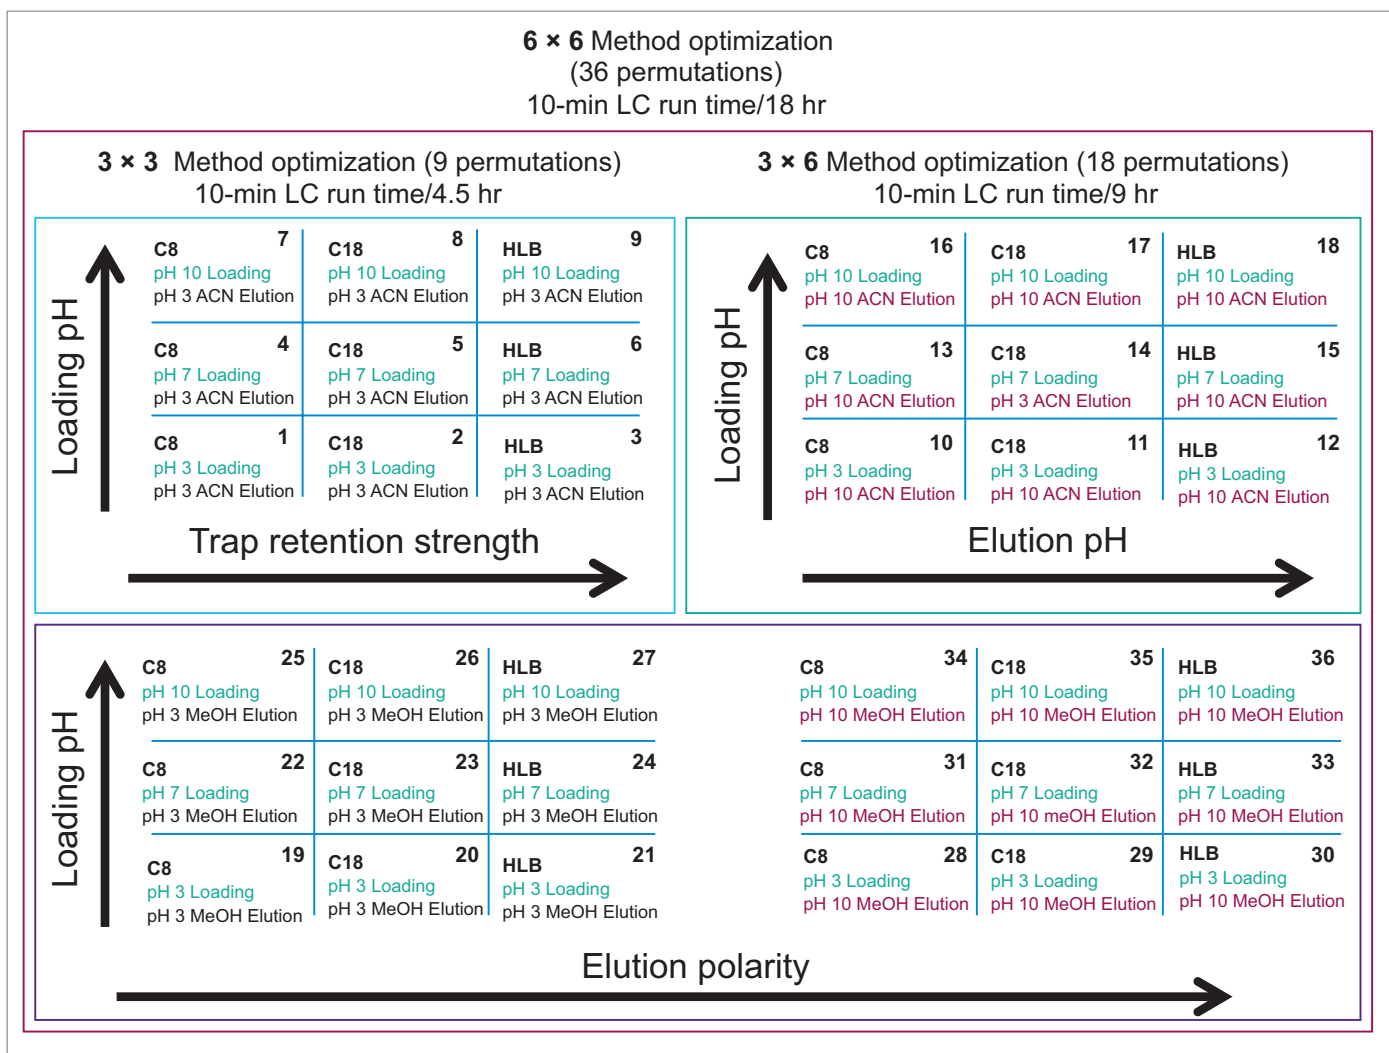 6 × 6 Method optimization
(36 permutations)
10-min LC run time/18 hr
3 × 3 Method optimization (9 permutations)
10-min LC run time/4.5 hr
Loading pH
C8 7
pH 10 Loading
pH 3 ACN Elution
C18 8
pH 10 Loading
pH 3 ACN Elution
HLB 9
pH 10 Loading
pH 3 ACN Elution
C8 4
pH 7 Loading
pH 3 ACN Elution
C18 5
pH 7 Loading
pH 3 ACN Elution
HLB 6
pH 7 Loading
pH 3 ACN Elution
C8 1
pH 3 Loading
pH 3 ACN Elution
C18 2
pH 3 Loading
pH 3 ACN Elution
HLB 3
pH 3 Loading
pH 3 ACN Elution
Trap retention strength
3 × 6 Method optimization (18 permutations)
10-min LC run time/9 hr
Loading pH
C8 16
pH 10 Loading
pH 10 ACN Elution
C18 17
pH 10 Loading
pH 10 ACN Elution
HLB 18
pH 10 Loading
pH 10 ACN Elution
C8 13
pH 7 Loading
pH 10 ACN Elution
C18 14
pH 7 Loading
pH 3 ACN Elution
HLB 15
pH 7 Loading
pH 10 ACN Elution
C8 10
pH 3 Loading
pH 10 ACN Elution
C18 11
pH 3 Loading
pH 10 ACN Elution
HLB 12
pH 3 Loading
pH 10 ACN Elution
Elution pH
Loading pH
C8 25
pH 10 Loading
pH 3 MeOH Elution
C18 26
pH 10 Loading
pH 3 MeOH Elution
HLB 27
pH 10 Loading
pH 3 MeOH Elution
C8 22
pH 7 Loading
pH 3 MeOH Elution
C18 23
pH 7 Loading
pH 3 MeOH Elution
HLB 24
pH 7 Loading
pH 3 MeOH Elution
C8 19
pH 3 Loading
pH 3 MeOH Elution
C18 20
pH 3 Loading
pH 3 MeOH Elution
HLB 21
pH 3 Loading
pH 3 MeOH Elution
C8 34
pH 10 Loading
pH 10 MeOH Elution
C18 35
pH 10 Loading
pH 10 MeOH Elution
HLB 36
pH 10 Loading
pH 10 MeOH Elution
C8 31
pH 7 Loading
pH 10 MeOH Elution
C18 32
pH 7 Loading
pH 10 meOH Elution
HLB 33
pH 7 Loading
pH 10 MeOH Elution
C8 28
pH 3 Loading
pH 10 MeOH Elution
C18 29
pH 3 Loading
pH 10 MeOH Elution
HLB 30
pH 3 Loading
pH 10 MeOH Elution
Elution polarity